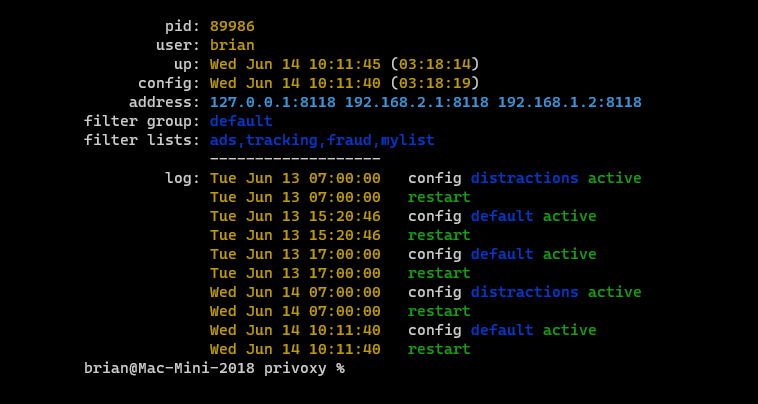 pid: 89986
user: brian
up: Wed Jun 14 10:11:45 (03:18:14)
config: Wed Jun 14 10:11:40 (03:18:19)
address: 127.0.0.1:8118 192.168.2.1:8118 192.168.1.2:8118
filter group: default
filter lists: ads,tracking,fraud,mylist
-------------------
log: Tue Jun 13 07:00:00 config distractions active
Tue Jun 13 07:00:00 restart
Tue Jun 13 15:20:46 config default active
Tue Jun 13 15:20:46 restart
Tue Jun 13 17:00:00 config default active
Tue Jun 13 17:00:00 restart
Wed Jun 14 07:00:00 config distractions active
Wed Jun 14 07:00:00 restart
Wed Jun 14 10:11:40 config default active
Wed Jun 14 10:11:40 restart
brian@Mac-Mini-2018 privoxy %